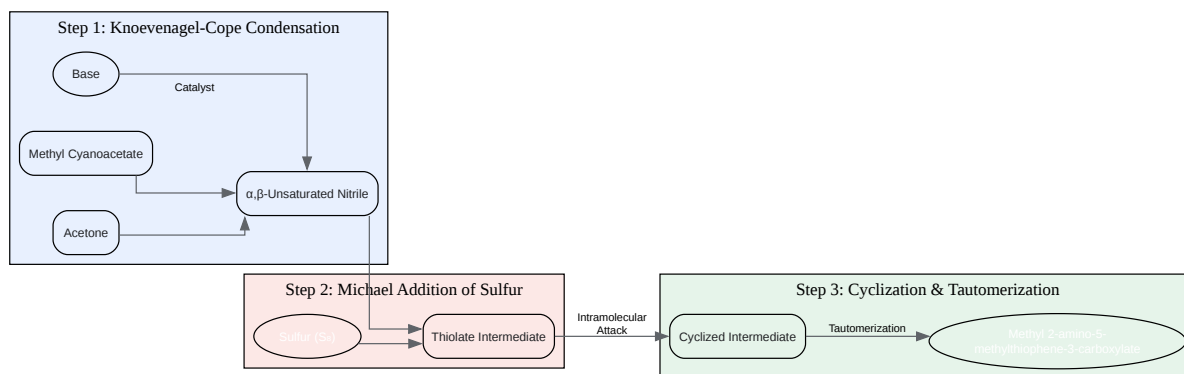 Step 1: Knoevenagel-Cope Condensation
Base
Catalyst
Methyl Cyanoacetate
α,β-Unsaturated Nitrile
Acetone
Step 2: Michael Addition of Sulfur
Sulfur (S₈)
Thiolate Intermediate
Intramolecular
Attack
Step 3: Cyclization & Tautomerization
Cyclized Intermediate
Tautomerization
Methyl 2-amino-5-
methylthiophene-3-carboxylate